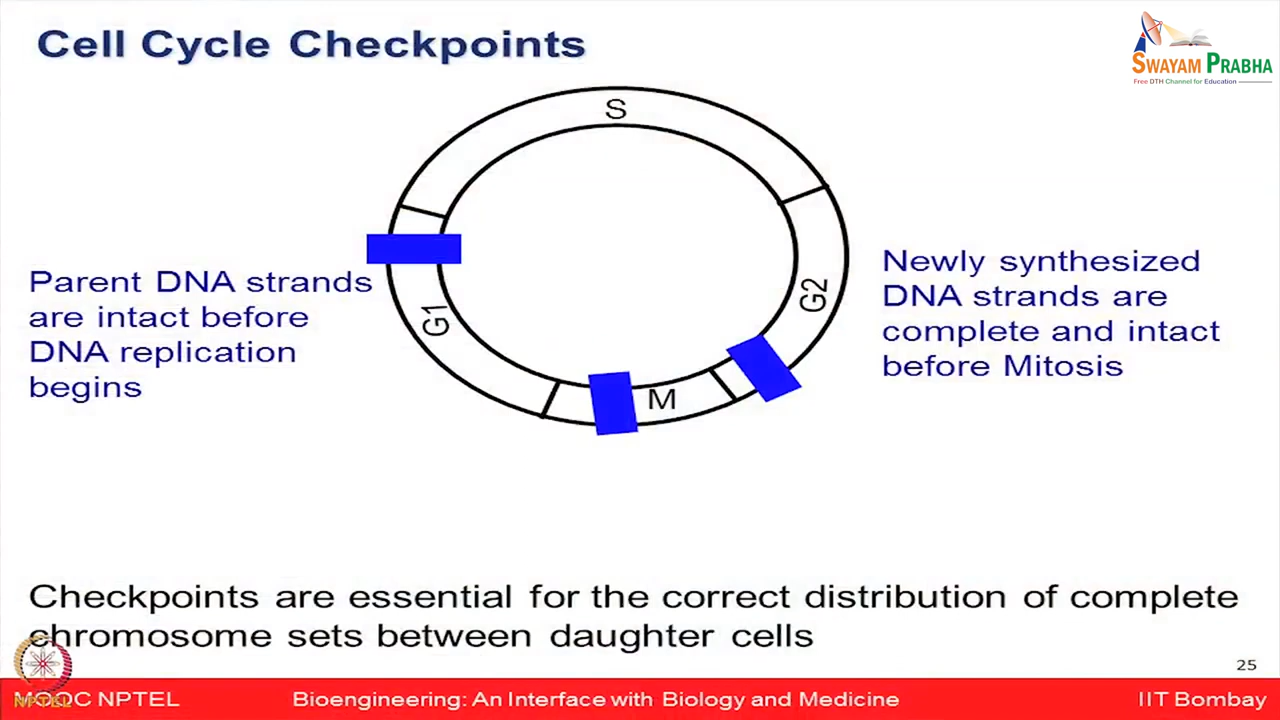 Cell Cycle Checkpoints
SWAYAM PRABHA
Free DTH Channel for Education
S
Parent DNA strands
are intact before
DNA replication
begins
G1
M
G2
Newly synthesized
DNA strands are
complete and intact
before Mitosis
Checkpoints are essential for the correct distribution of complete
chromosome sets between daughter cells
25
NPTEL
MOOC NPTEL
Bioengineering: An Interface with Biology and Medicine
IIT Bombay